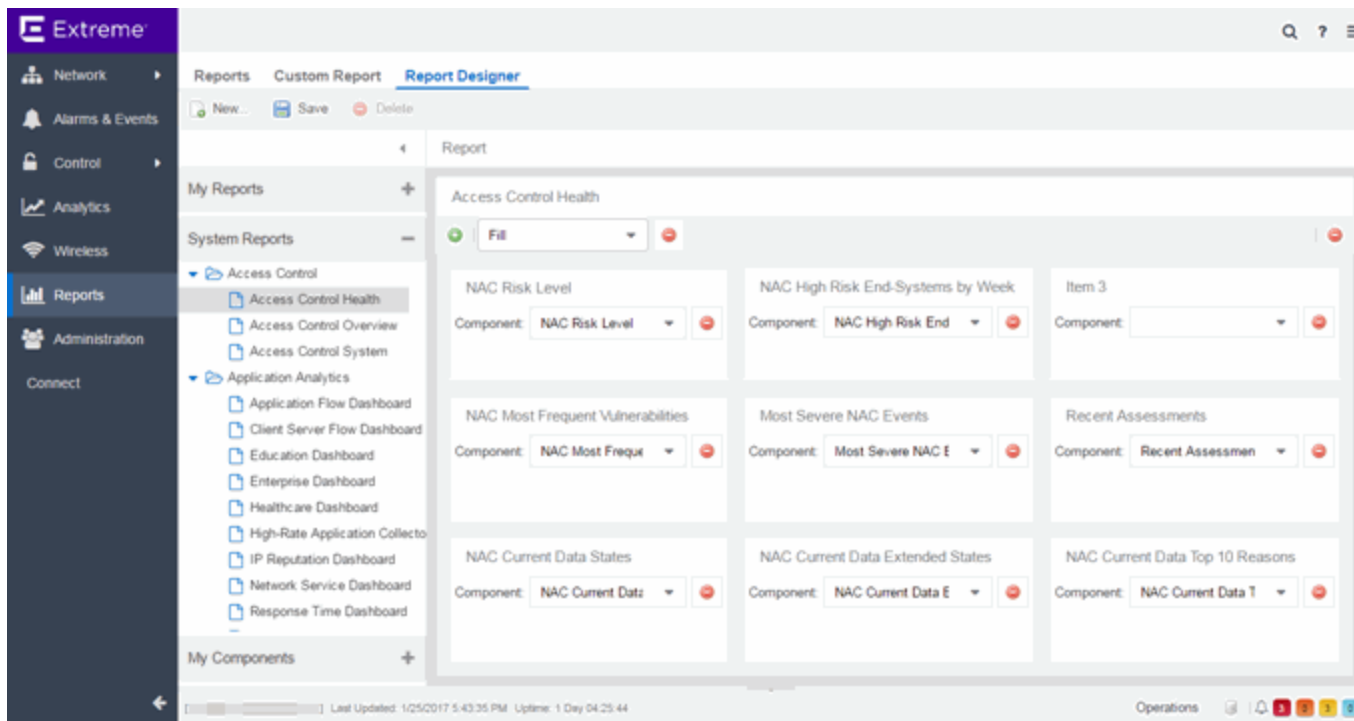 Extreme
Network
Alarms & Events
Control
Analytics
Wireless
Reports
Administration
Connect
Reports Custom Report Report Designer
New... Save Delete
Report
My Reports
System Reports
Access Control
Access Control Health
Access Control Overview
Access Control System
Application Analytics
Application Flow Dashboard
Client Server Flow Dashboard
Education Dashboard
Enterprise Dashboard
Healthcare Dashboard
High-Rate Application Collecto
IP Reputation Dashboard
Network Service Dashboard
Response Time Dashboard
My Components
Access Control Health
Fill
NAC Risk Level NAC High Risk End-Systems by Week Item 3
Component: NAC Risk Level Component: NAC High Risk End Component:
NAC Most Frequent Vulnerabilities Most Severe NAC Events Recent Assessments
Component: NAC Most Freque Component: Most Severe NAC E Component: Recent Assessmen
NAC Current Data States NAC Current Data Extended States NAC Current Data Top 10 Reasons
Component: NAC Current Data Component: NAC Current Data E Component: NAC Current Data T
Last Updated: 1/25/2017 5:43:35 PM Uptime: 1 Day 04:25:44 Operations 3 0 3 0